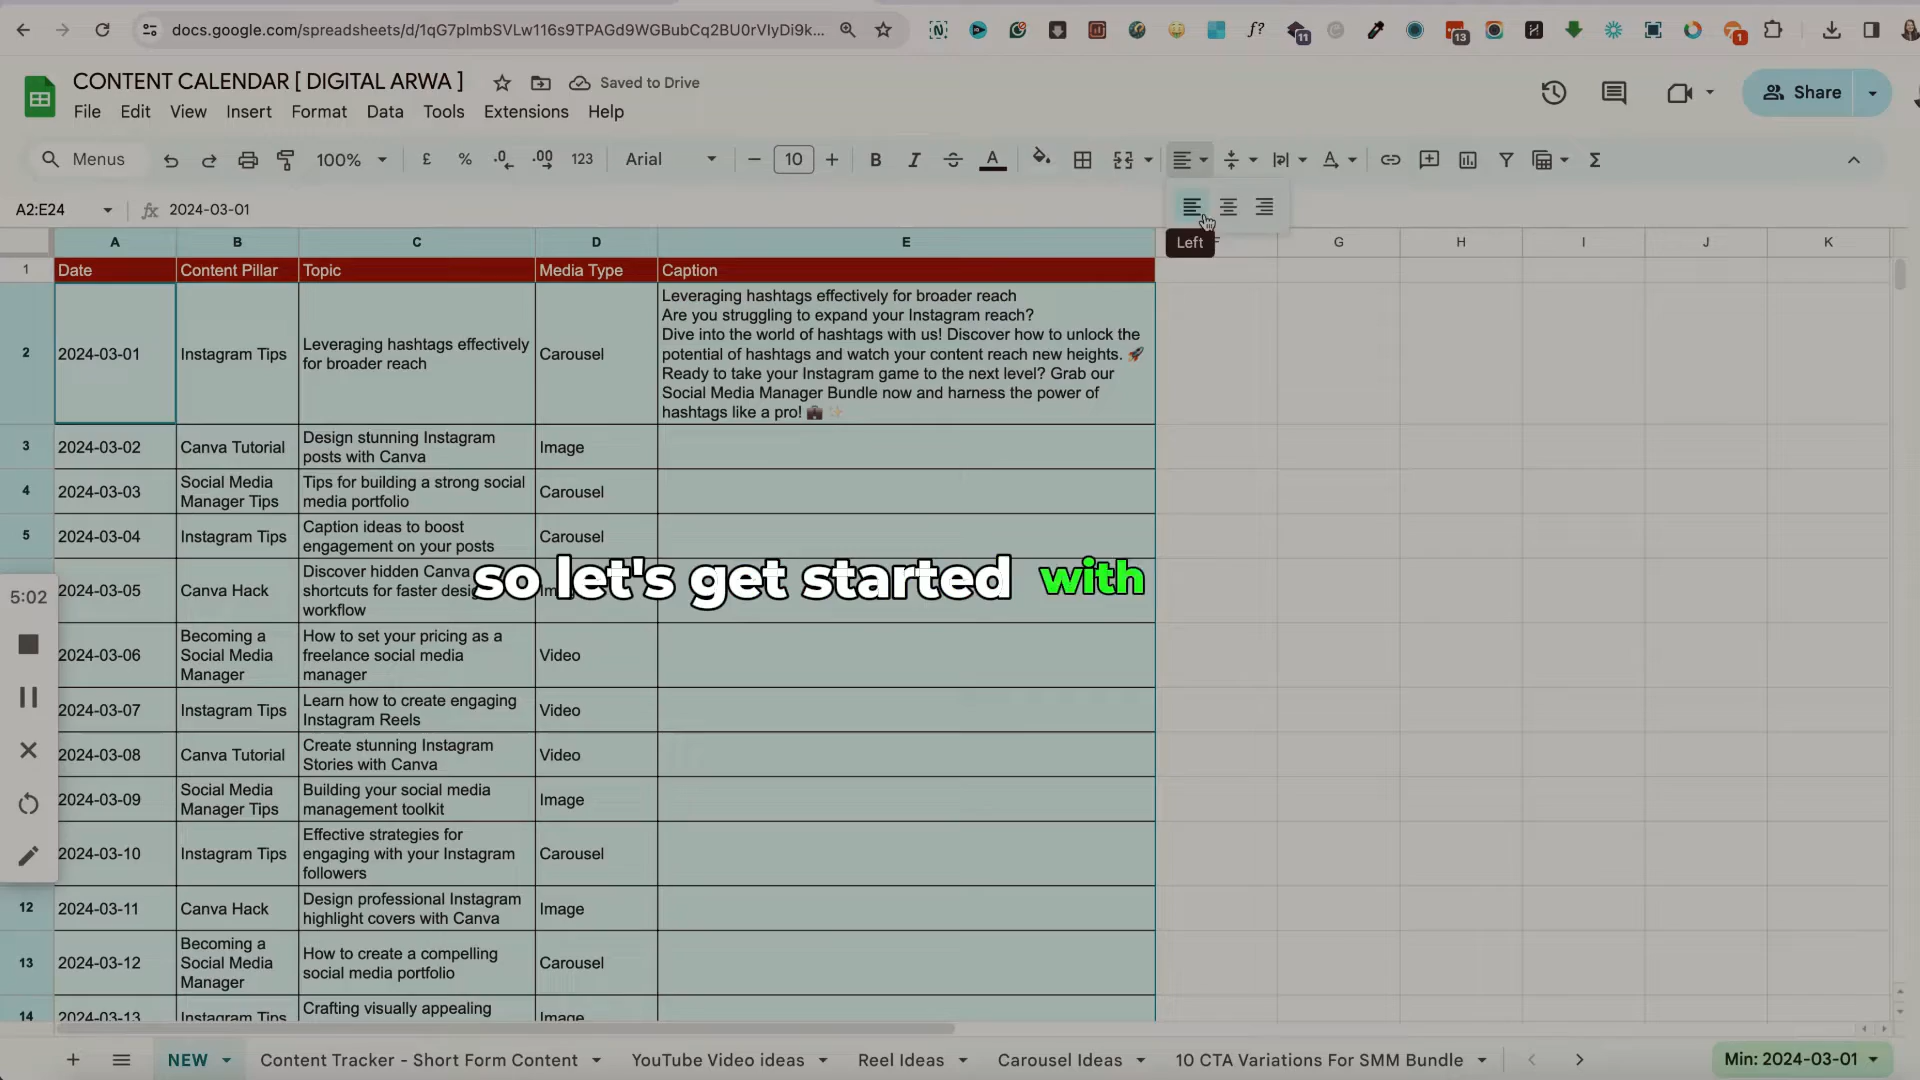 docs.google.com/spreadsheets/d/1qG7plmbSVLw116s9TPAGd9WGBubCq2BU0rVIyDi9k...
11
13
1
CONTENT CALENDAR [ DIGITAL ARWA ]
Saved to Drive
Share
File Edit View Insert Format Data Tools Extensions Help
Menus 100% £ % .0 .00 123 Arial 10 B I A
A2:E24 fx 2024-03-01
Left
A B C D E F G H I J K
1 Date Content Pillar Topic Media Type Caption
2 2024-03-01 Instagram Tips Leveraging hashtags effectively for broader reach Carousel
Leveraging hashtags effectively for broader reach
Are you struggling to expand your Instagram reach?
Dive into the world of hashtags with us! Discover how to unlock the
potential of hashtags and watch your content reach new heights. 🚀
Ready to take your Instagram game to the next level? Grab our
Social Media Manager Bundle now and harness the power of
hashtags like a pro! 💼 ✨
3 2024-03-02 Canva Tutorial Design stunning Instagram posts with Canva Image
4 2024-03-03 Social Media Manager Tips Tips for building a strong social media portfolio Carousel
5 2024-03-04 Instagram Tips Caption ideas to boost engagement on your posts Carousel
so let's get started with
2024-03-05 Canva Hack Discover hidden Canva shortcuts for faster workflow
2024-03-06 Becoming a Social Media Manager How to set your pricing as a freelance social media manager Video
2024-03-07 Instagram Tips Learn how to create engaging Instagram Reels Video
2024-03-08 Canva Tutorial Create stunning Instagram Stories with Canva Video
2024-03-09 Social Media Manager Tips Building your social media management toolkit Image
2024-03-10 Instagram Tips Effective strategies for engaging with your Instagram followers Carousel
12 2024-03-11 Canva Hack Design professional Instagram highlight covers with Canva Image
13 2024-03-12 Becoming a Social Media Manager How to create a compelling social media portfolio Carousel
14 2024-03-13 Instagram Tips Crafting visually appealing Image
5:02
NEW Content Tracker - Short Form Content YouTube Video ideas Reel Ideas Carousel Ideas 10 CTA Variations For SMM Bundle Min: 2024-03-01